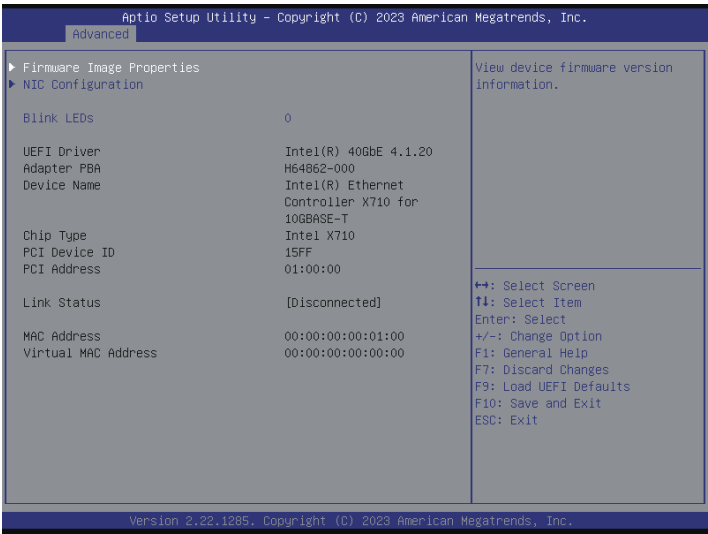 Aptio Setup Utility – Copyright (C) 2023 American Megatrends, Inc.
Advanced
Firmware Image Properties
NIC Configuration
Blink LEDs 0
UEFI Driver Intel(R) 40GbE 4.1.20
Adapter PBA H64862-000
Device Name Intel(R) Ethernet
Controller X710 for
10GBASE-T
Chip Type Intel X710
PCI Device ID 15FF
PCI Address 01:00:00
Link Status [Disconnected]
MAC Address 00:00:00:00:01:00
Virtual MAC Address 00:00:00:00:00:00
View device firmware version
information.
↔: Select Screen
↑↓: Select Item
Enter: Select
+/-: Change Option
F1: General Help
F7: Discard Changes
F9: Load UEFI Defaults
F10: Save and Exit
ESC: Exit
Version 2.22.1285. Copyright (C) 2023 American Megatrends, Inc.